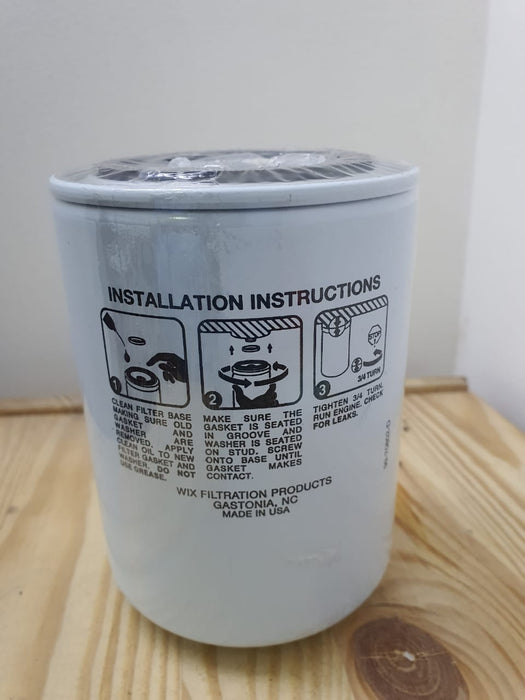 INSTALLATION INSTRUCTIONS
1
CLEAN FILTER BASE
MAKING SURE OLD
GASKET AND
WASHER ARE
REMOVED. APPLY
CLEAN OIL TO NEW
FILTER GASKET AND
WASHER. DO NOT
USE GREASE.
2
MAKE SURE THE
GASKET IS SEATED
IN GROOVE AND
WASHER IS SEATED
ON STUD. SCREW
ONTO BASE UNTIL
GASKET MAKES
CONTACT.
STOP
3/4 TURN
3
TIGHTEN 3/4 TURN,
RUN ENGINE. CHECK
FOR LEAKS.
WIX FILTRATION PRODUCTS
GASTONIA, NC
MADE IN USA